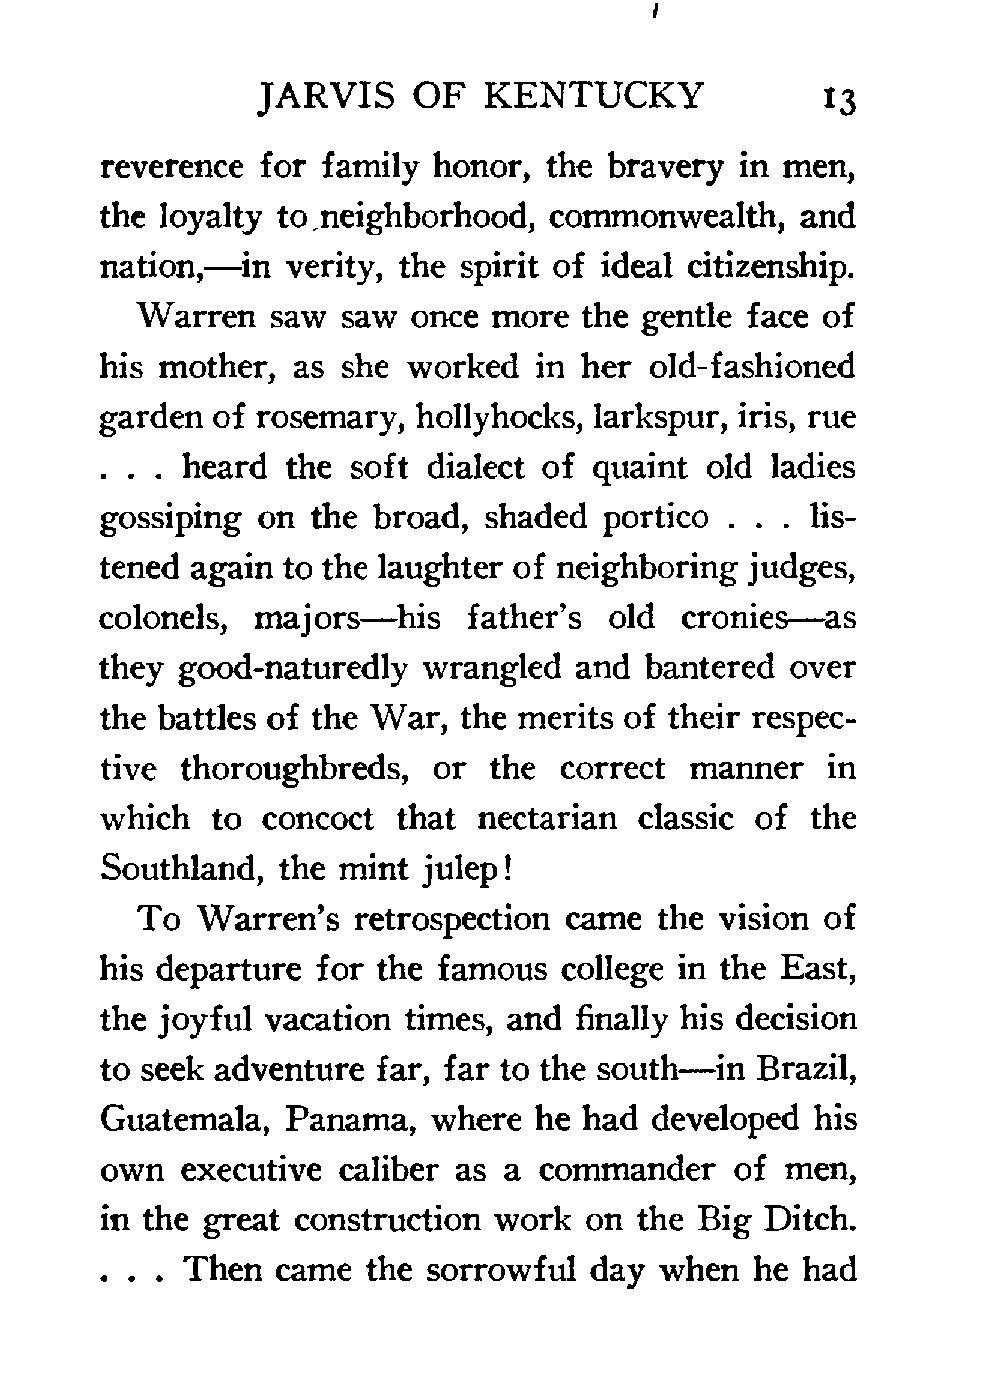 JARVIS OF KENTUCKY 13
reverence for family honor, the bravery in men,
the loyalty to neighborhood, commonwealth, and
nation,—in verity, the spirit of ideal citizenship.
Warren saw saw once more the gentle face of
his mother, as she worked in her old-fashioned
garden of rosemary, hollyhocks, larkspur, iris, rue
. . . heard the soft dialect of quaint old ladies
gossiping on the broad, shaded portico . . . lis-
tened again to the laughter of neighboring judges,
colonels, majors—his father's old cronies—as
they good-naturedly wrangled and bantered over
the battles of the War, the merits of their respec-
tive thoroughbreds, or the correct manner in
which to concoct that nectarian classic of the
Southland, the mint julep!
To Warren's retrospection came the vision of
his departure for the famous college in the East,
the joyful vacation times, and finally his decision
to seek adventure far, far to the south—in Brazil,
Guatemala, Panama, where he had developed his
own executive caliber as a commander of men,
in the great construction work on the Big Ditch.
. . . Then came the sorrowful day when he had